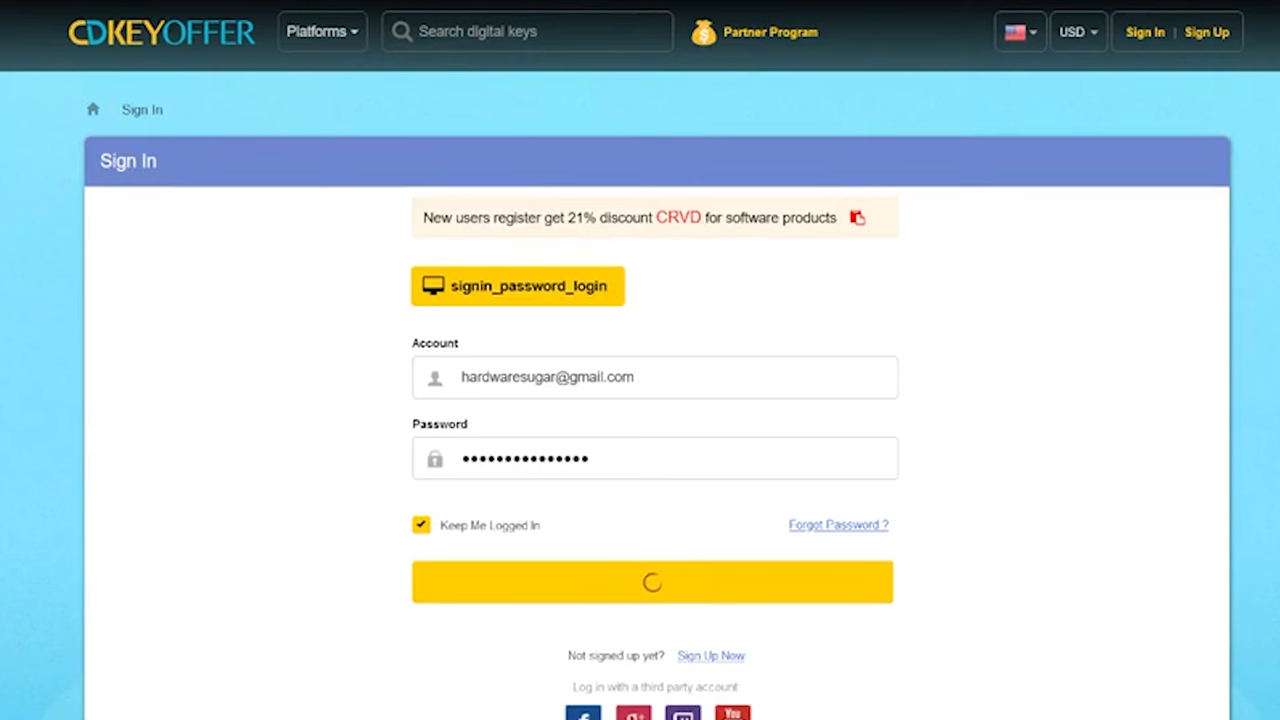 CDKEYOFFER
Platforms
Search digital keys
Partner Program
USD
Sign In | Sign Up
Sign In
Sign In
New users register get 21% discount CRVD for software products
signin_password_login
Account
hardwaresugar@gmail.com
Password
•••••••••••••••
Keep Me Logged In
Forgot Password ?
Not signed up yet? Sign Up Now
Log in with a third party account
You